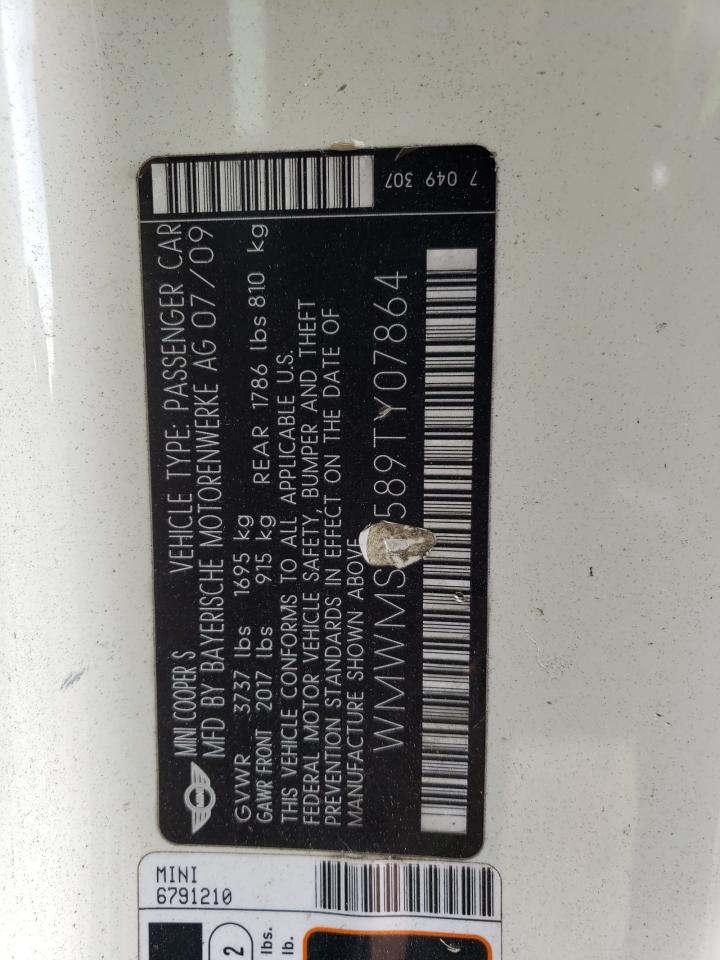 MINI COOPER S VEHICLE TYPE: PASSENGER CAR
MFD BY BAYERISCHE MOTORENWERKE AG 07/09
GVWR 3737 lbs 1695 kg
GAWR FRONT 2017 lbs 915 kg REAR 1786 lbs 810 kg
THIS VEHICLE CONFORMS TO ALL APPLICABLE U.S.
FEDERAL MOTOR VEHICLE SAFETY, BUMPER AND THEFT
PREVENTION STANDARDS IN EFFECT ON THE DATE OF
MANUFACTURE SHOWN ABOVE
WMWMS 589TY07864
7 049 307
MINI
6791210
2
lbs.
lb.